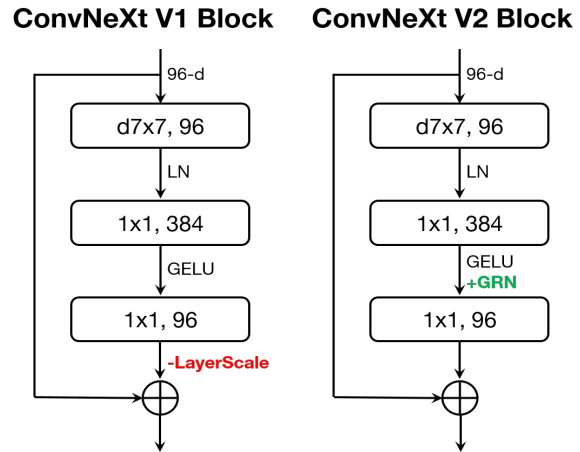 ConvNeXt V1 Block
96-d
d7x7, 96
LN
1x1, 384
GELU
1x1, 96
-LayerScale
ConvNeXt V2 Block
96-d
d7x7, 96
LN
1x1, 384
GELU
+GRN
1x1, 96